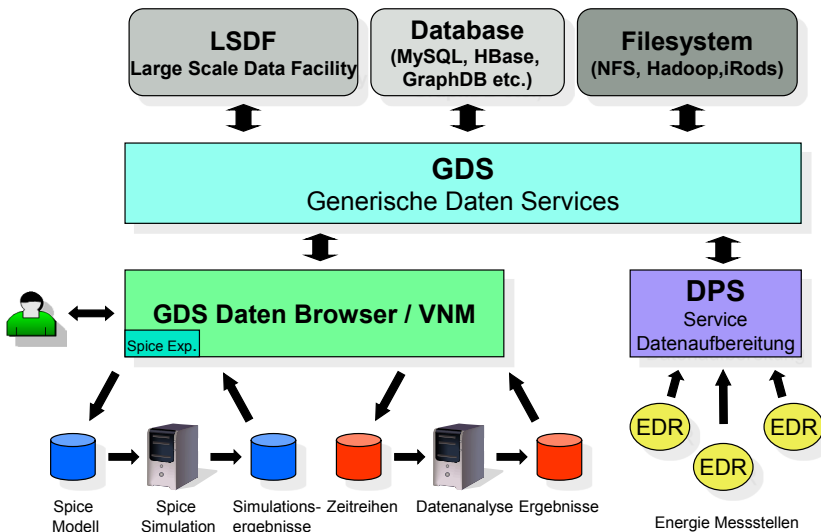 LSDF
Large Scale Data Facility
Database
(MySQL, HBase,
GraphDB etc.)
Filesystem
(NFS, Hadoop,iRods)
GDS
Generische Daten Services
GDS Daten Browser / VNM
Spice Exp.
DPS
Service
Datenaufbereitung
EDR
EDR
EDR
Spice
Modell
Spice
Simulation
Simulations-
ergebnisse
Zeitreihen
Datenanalyse
Ergebnisse
Energie Messstellen